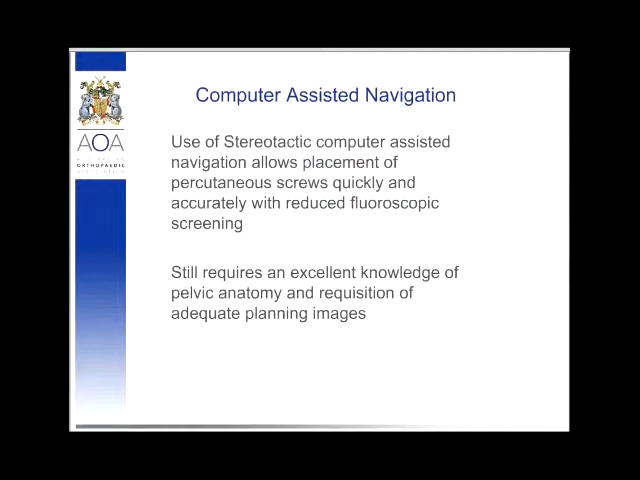 Computer Assisted Navigation
AOA
ORTHOPAEDIC
Use of Stereotactic computer assisted
navigation allows placement of
percutaneous screws quickly and
accurately with reduced fluoroscopic
screening
Still requires an excellent knowledge of
pelvic anatomy and requisition of
adequate planning images